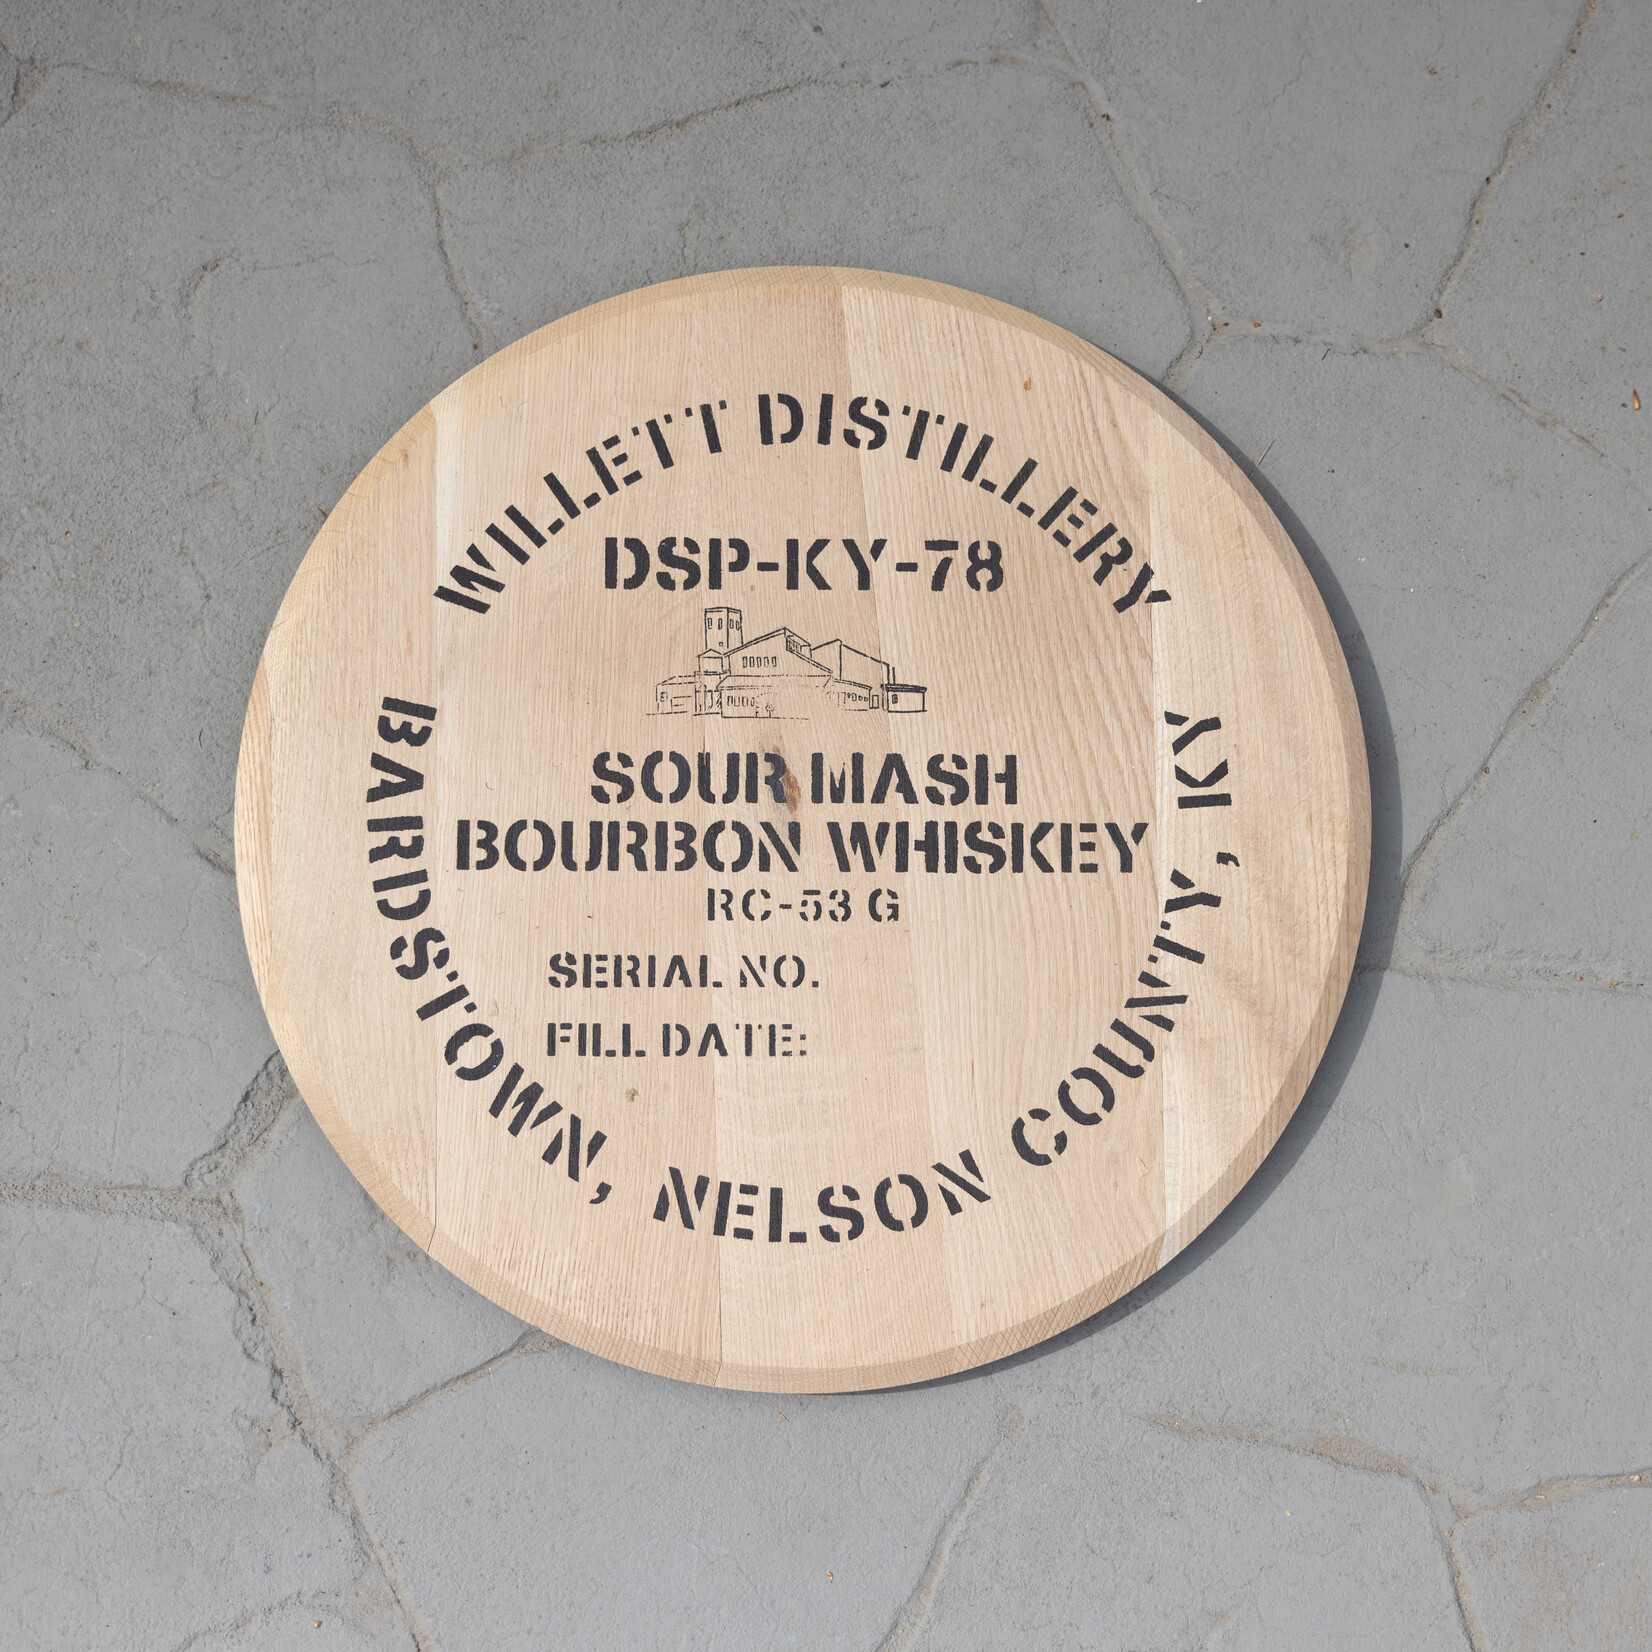 WILLETT DISTILLERY
DSP-KY-78
SOUR MASH
BOURBON WHISKEY
RC-53 G
SERIAL NO.
FILL DATE:
BARDSTOWN, NELSON COUNTY, KY